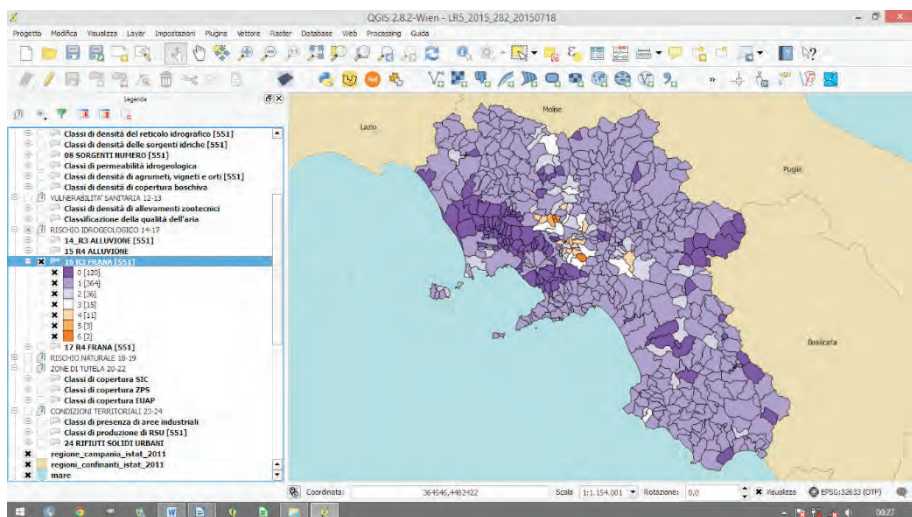 QGIS 2.8.2-Wien - LR5_2015_282_20150718
Progetto Modifica Visualizza Layer Impostazioni Plugins Vettore Raster Database Web Processing Guida
Legenda
Classi di densità del reticolo idrografico [551]
Classi di densità delle sorgenti idriche [551]
08 SORGENTI NUMERO [551]
Classi di permeabilità idrogeologica
Classi di densità di agrumeti, vigneti e orti [551]
Classi di densità di copertura boschiva
VULNERABILITA' SANITARIA 12-13
Classi di densità di allevamenti zootecnici
Classificazione della qualità dell'aria
RISCHIO IDROGEOLOGICO 14-17
14_R3 ALLUVIONE [551]
15 R4 ALLUVIONE
16 R3 FRANA [551]
0 [120]
1 [364]
2 [36]
3 [15]
4 [11]
5 [3]
6 [2]
17 R4 FRANA [551]
RISCHIO NATURALE 18-19
ZONE DI TUTELA 20-22
Classi di copertura SIC
Classi di copertura ZPS
Classi di copertura EUAP
CONDIZIONI TERRITORIALI 23-24
Classi di presenza di aree industriali
Classi di produzione di RSU [551]
24 RIFIUTI SOLIDI URBANI
regione_campania_istat_2011
regioni_confinanti_istat_2011
mare
Lazio
Molise
Puglia
Basilicata
Coordinata: 364546,4482422 Scala 1:1.154.001 Rotazione: 0,0 Visualizza EPSG:32633 (OTF)
00:27